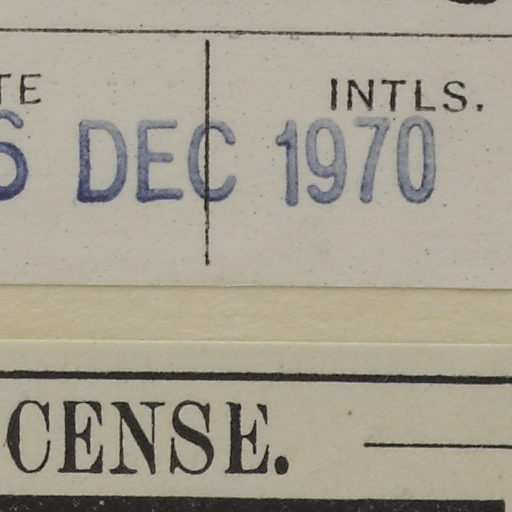 TE INTLS.
6 DEC 1970
CENSE.